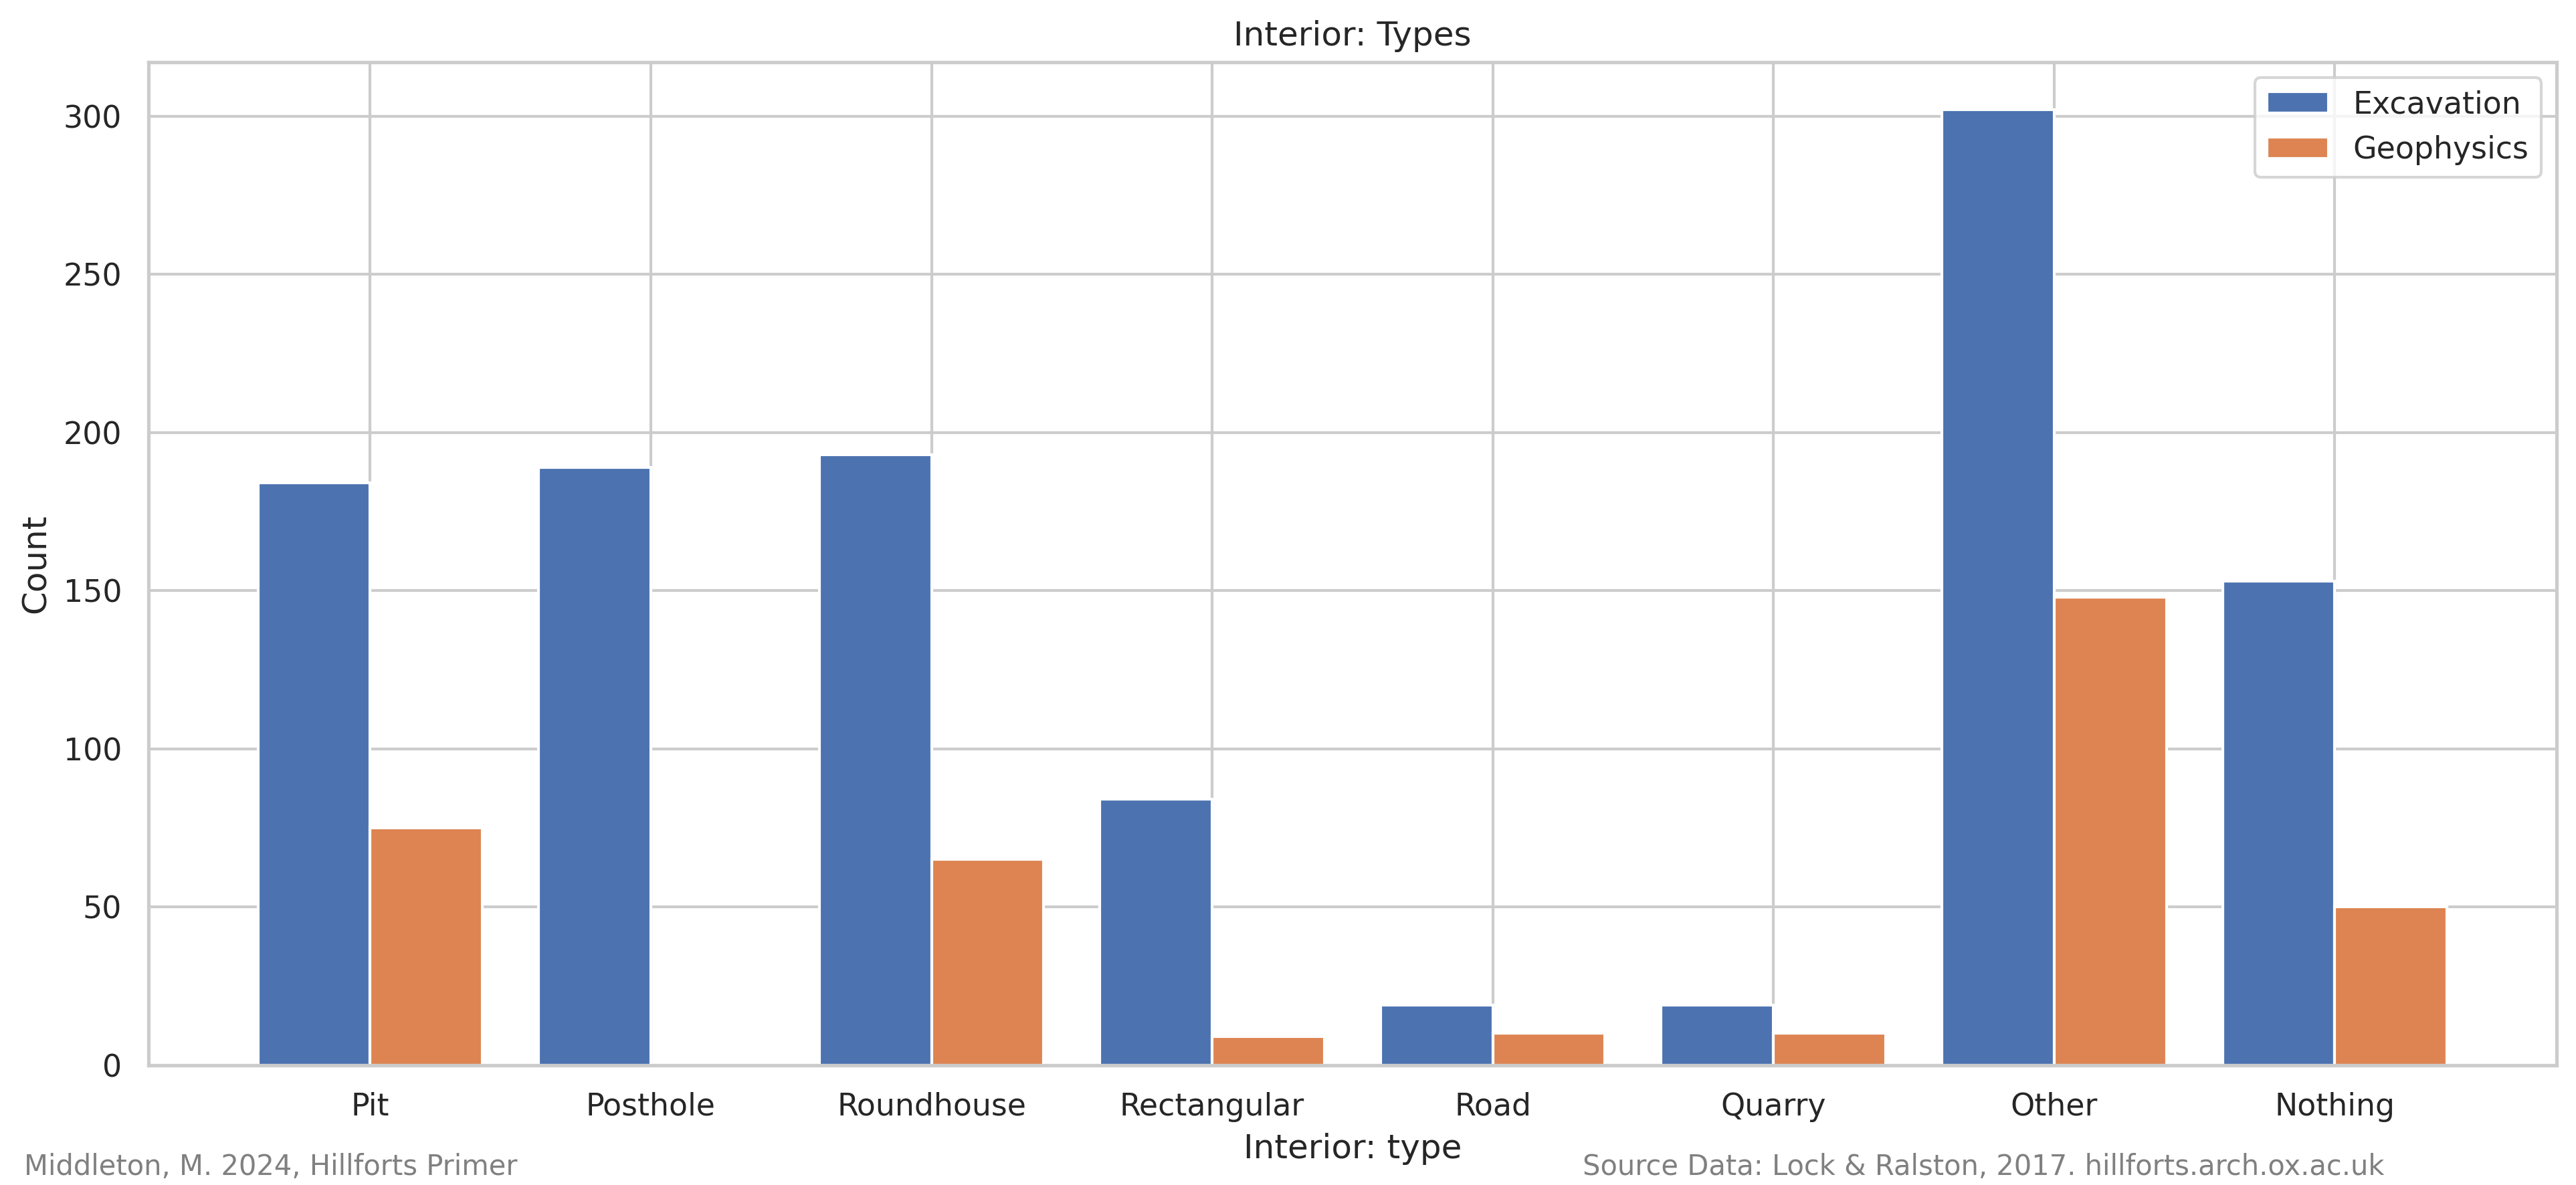 Interior: Types
Excavation
Geophysics
Count
300
250
200
150
100
50
0
Pit Posthole Roundhouse Rectangular Road Quarry Other Nothing
Interior: type
Middleton, M. 2024, Hillforts Primer
Source Data: Lock & Ralston, 2017. hillforts.arch.ox.ac.uk